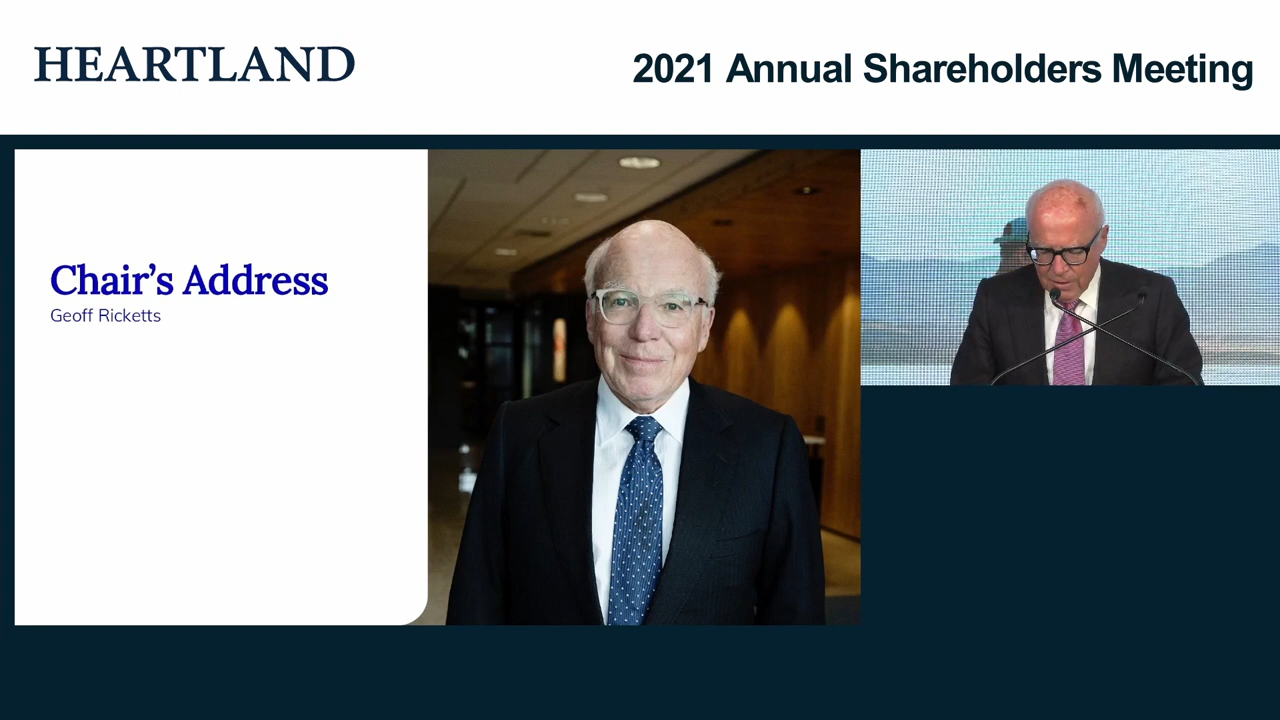 HEARTLAND
2021 Annual Shareholders Meeting
Chair's Address
Geoff Ricketts